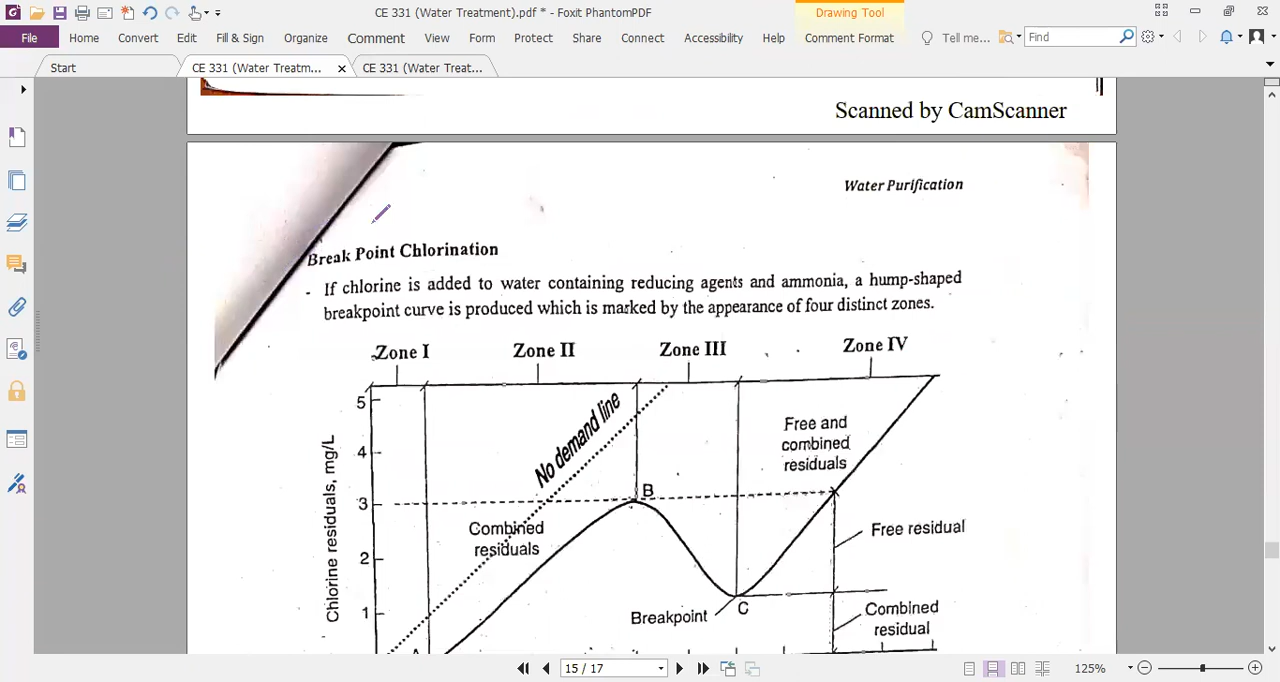 CE 331 (Water Treatment).pdf * - Foxit PhantomPDF
Drawing Tool
File
Home
Convert
Edit
Fill & Sign
Organize
Comment
View
Form
Protect
Share
Connect
Accessibility
Help
Comment Format
Tell me...
Find
Start
CE 331 (Water Treatm...
CE 331 (Water Treat...
Scanned by CamScanner
Water Purification
Break Point Chlorination
- If chlorine is added to water containing reducing agents and ammonia, a hump-shaped
breakpoint curve is produced which is marked by the appearance of four distinct zones.
Zone I
Zone II
Zone III
Zone IV
5
4
3
2
1
Chlorine residuals, mg/L
No demand line
B
Free and
combined
residuals
Combined
residuals
Free residual
Breakpoint
C
Combined
residual
15 / 17
125%